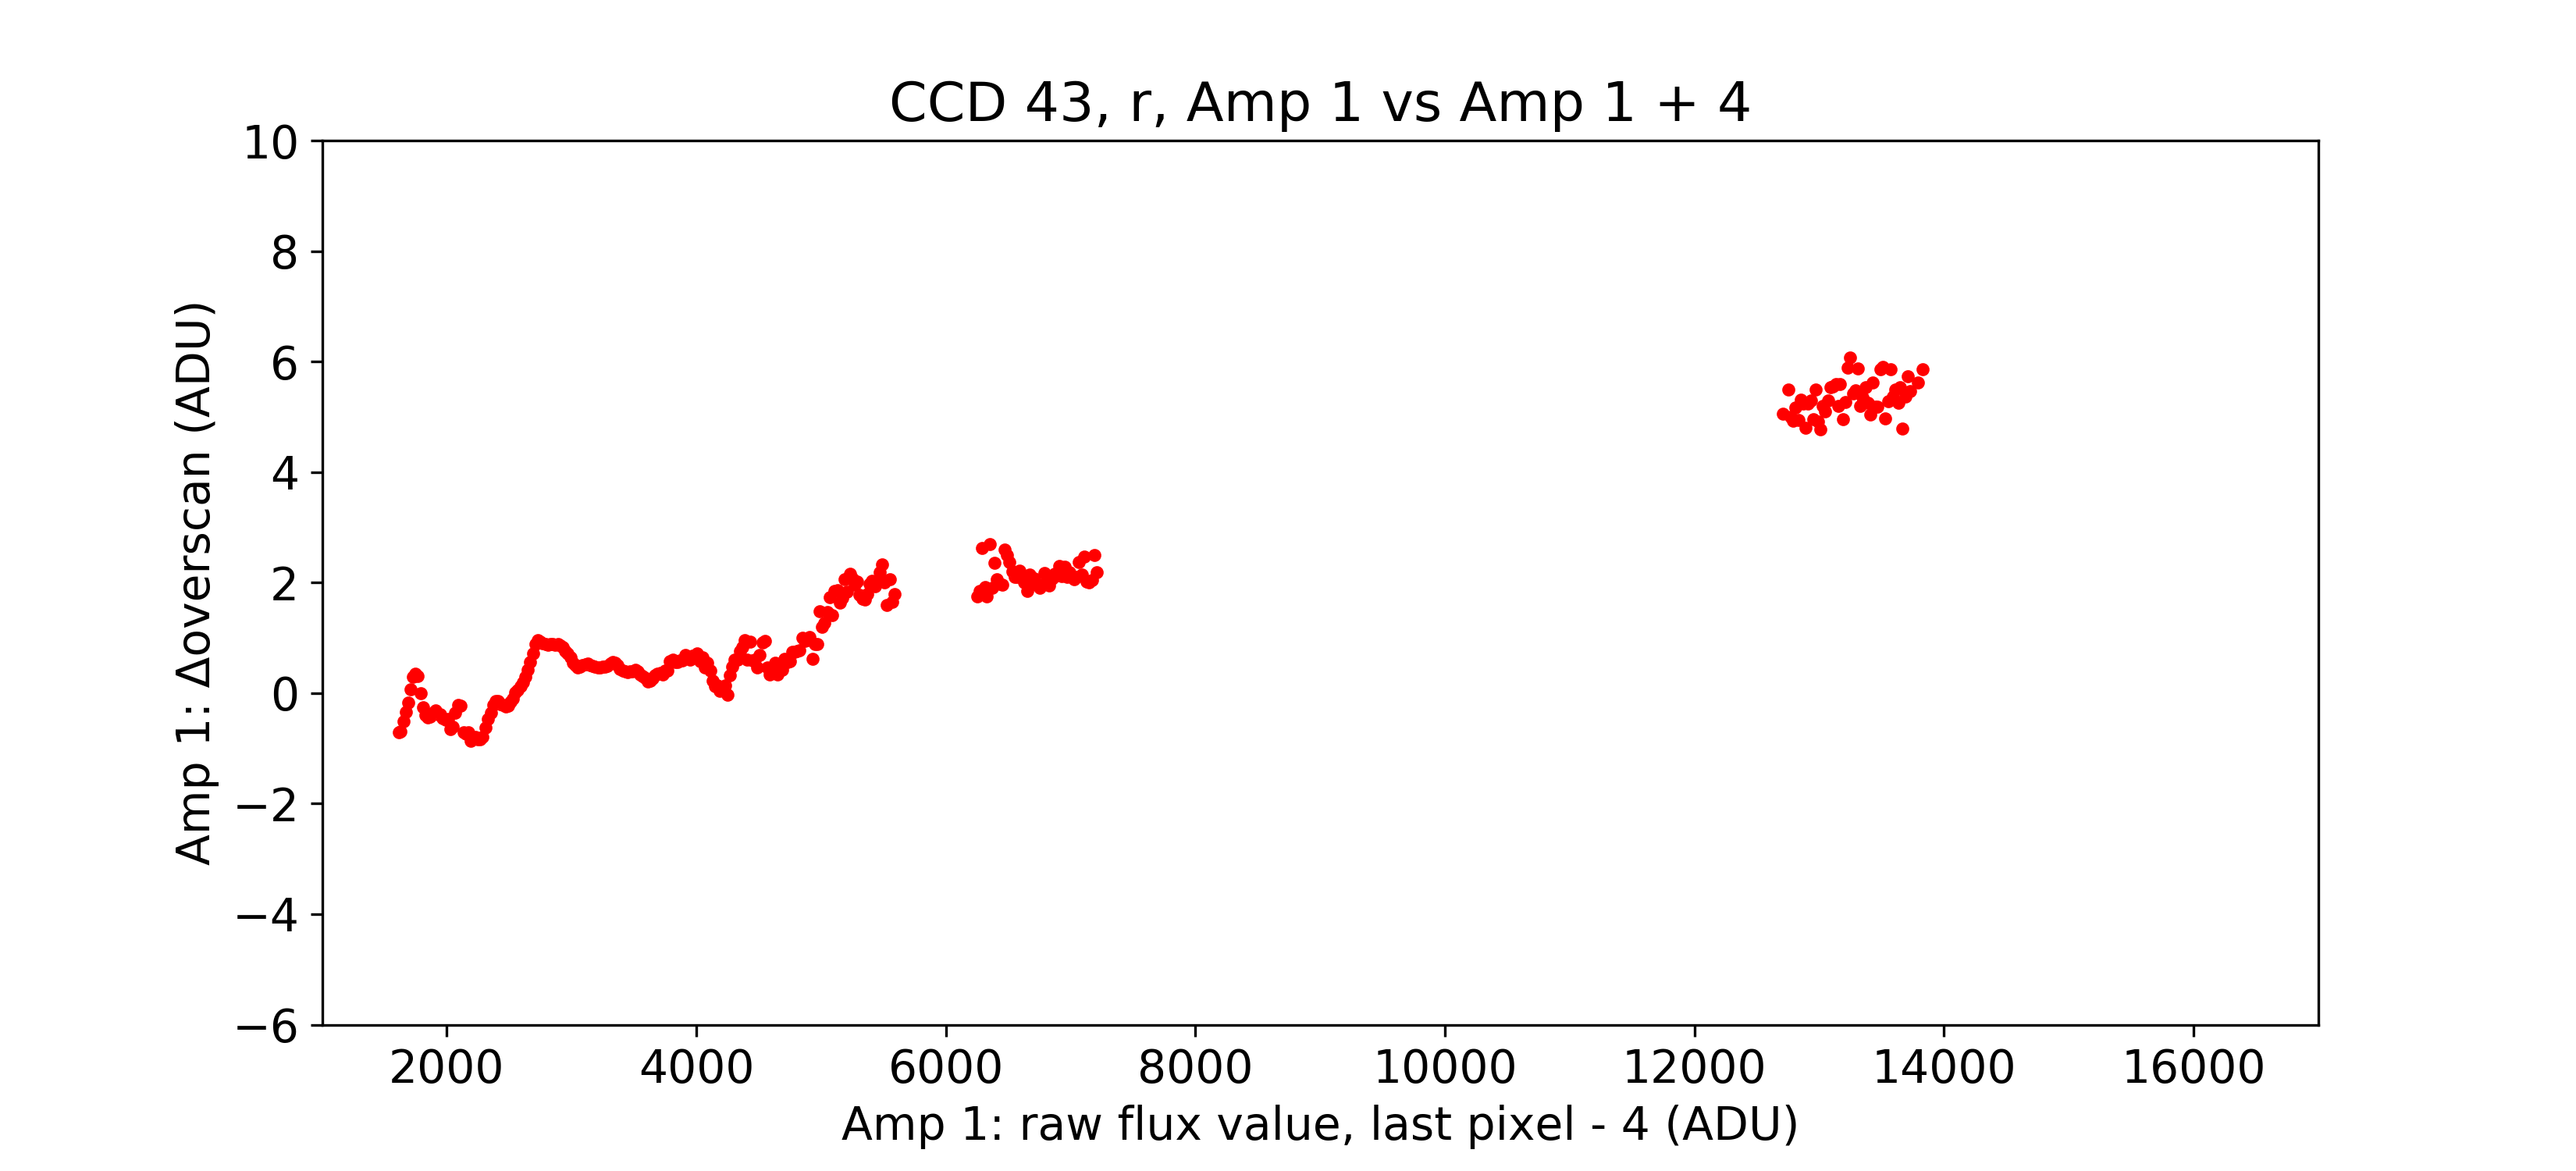 CCD 43, r, Amp 1 vs Amp 1 + 4
10
8
6
4
2
0
−2
−4
−6
Amp 1: Δoverscan (ADU)
2000 4000 6000 8000 10000 12000 14000 16000
Amp 1: raw flux value, last pixel - 4 (ADU)